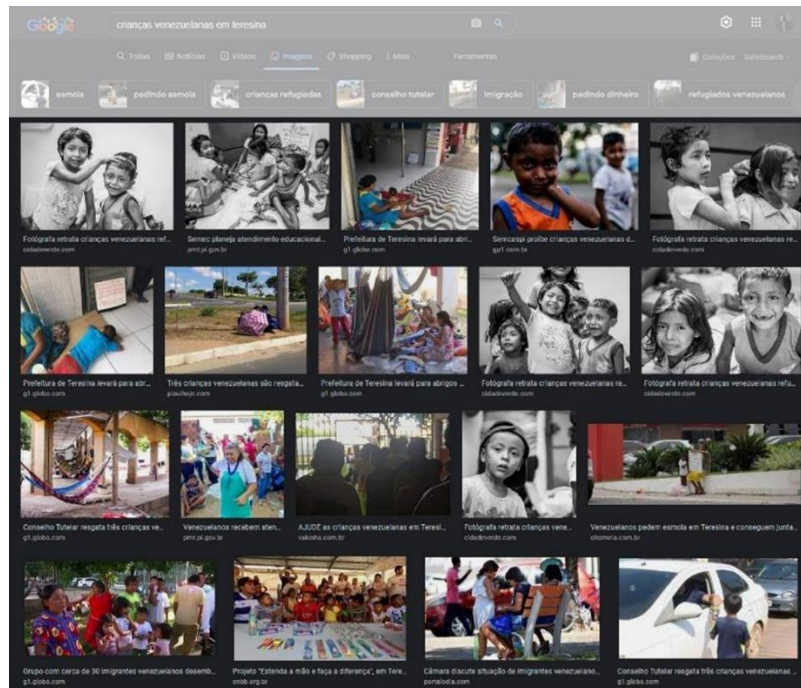 Google
crianças venezuelanas em teresina
Todas Notícias Vídeos Imagens Shopping Mais Ferramentas Coleções SafeSearch
esmola pedindo esmola crianças refugiadas conselho tutelar imigração pedindo dinheiro refugiados venezuelanos
Fotógrafa retrata crianças venezuelanas ref...
cidadeverde.com
Semec planeja atendimento educacional...
pmt.pi.gov.br
Prefeitura de Teresina levará para abri...
g1.globo.com
Semcaspi proíbe crianças venezuelanas d...
gp1.com.br
Fotógrafa retrata crianças venezuelanas re...
cidadeverde.com
Prefeitura de Teresina levará para abr...
g1.globo.com
Três crianças venezuelanas são resgata...
piauihoje.com
Prefeitura de Teresina levará para abrigos ...
g1.globo.com
Fotógrafa retrata crianças venezuelanas re...
cidadeverde.com
Fotógrafa retrata crianças venezuelanas refu...
cidadeverde.com
Conselho Tutelar resgata três crianças ve...
g1.globo.com
Venezuelanos recebem aten...
pmt.pi.gov.br
AJUDE as crianças venezuelanas em Teresi...
vakinha.com.br
Fotógrafa retrata crianças vene...
cidadeverde.com
Venezuelanos pedem esmola em Teresina e conseguem junta...
oitomeia.com.br
Grupo com cerca de 30 imigrantes venezuelanos desemb...
g1.globo.com
Projeto "Estenda a mão e faça a diferença", em Tere...
cnbb.org.br
Câmara discute situação de imigrantes venezuelano...
portalodia.com
Conselho Tutelar resgata três crianças venezuelanas ...
g1.globo.com